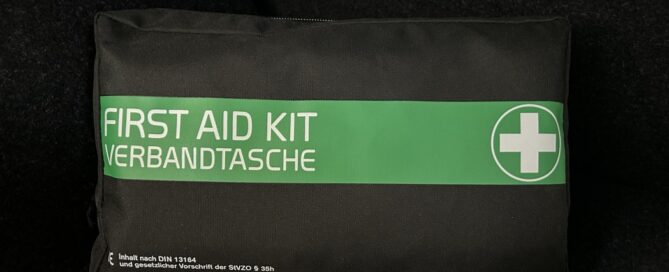 FIRST AID KIT
VERBANDTASCHE
Inhalt nach DIN 13164
und gesetzlicher Vorschrift der StVZO § 35h